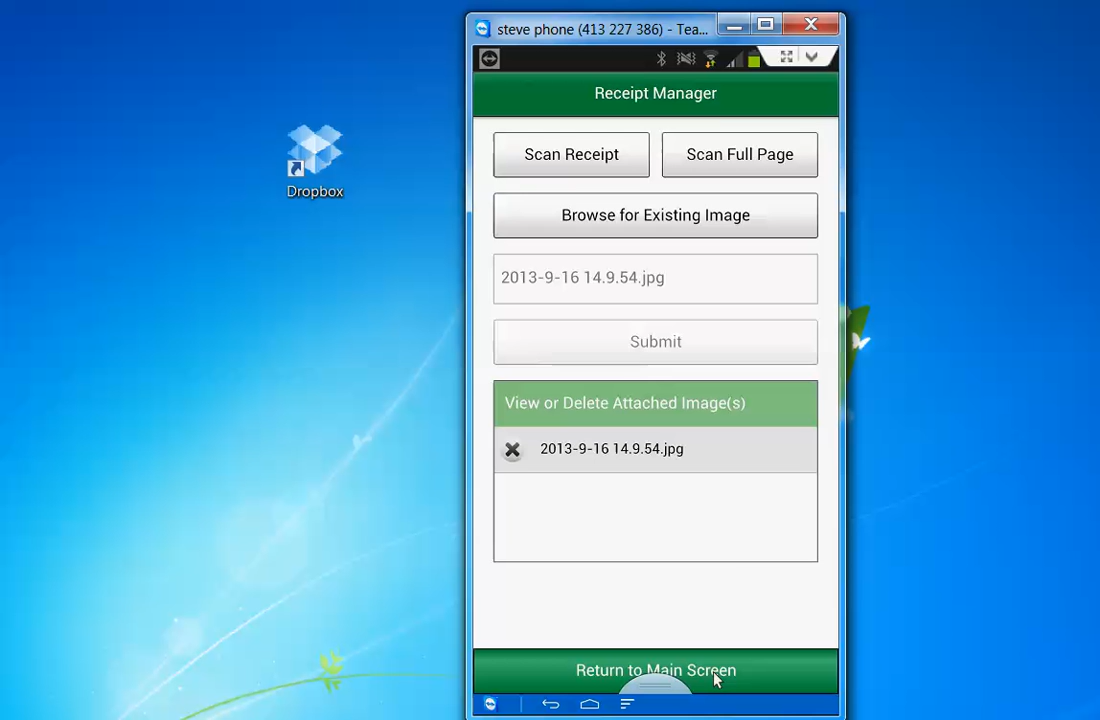 steve phone (413 227 386) - Tea...
Receipt Manager
Scan Receipt
Scan Full Page
Browse for Existing Image
2013-9-16 14.9.54.jpg
Submit
View or Delete Attached Image(s)
2013-9-16 14.9.54.jpg
Return to Main Screen
Dropbox